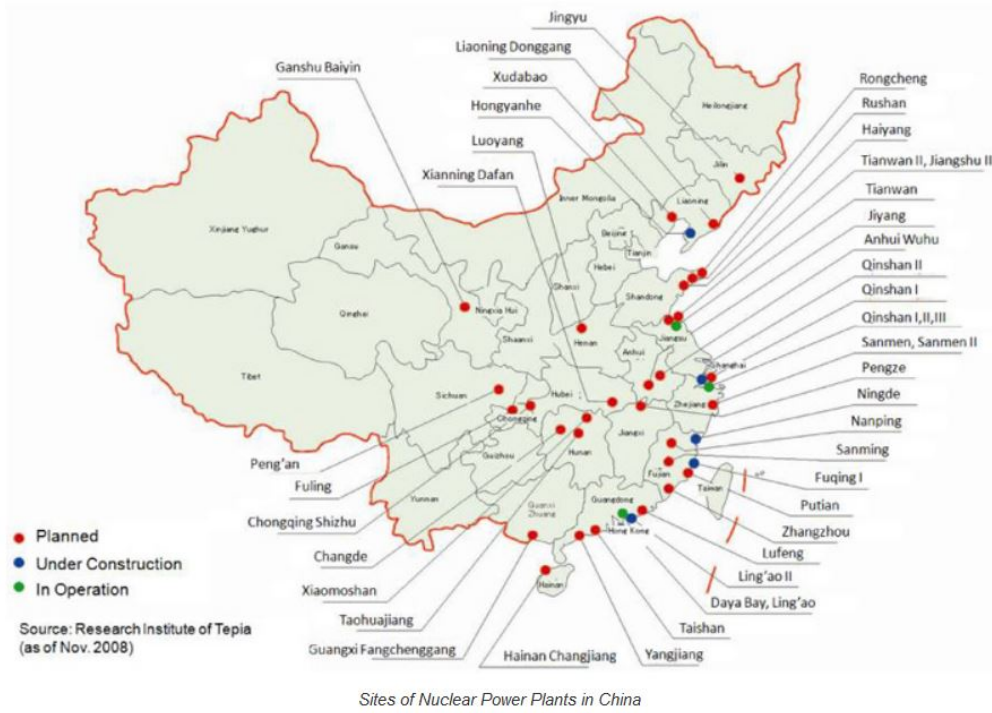 Jingyu
Liaoning Donggang
Xudabao
Hongyanhe
Luoyang
Xianning Dafan
Ganshu Baiyin
Rongcheng
Rushan
Haiyang
Tianwan II, Jiangshu II
Tianwan
Jiyang
Anhui Wuhu
Qinshan II
Qinshan I
Qinshan I,II,III
Sanmen, Sanmen II
Pengze
Ningde
Nanping
Sanming
Fuqing I
Putian
Zhangzhou
Lufeng
Ling'ao II
Daya Bay, Ling'ao
Taishan
Yangjiang
Hainan Changjiang
Guangxi Fangchenggang
Taohuajiang
Xiaomoshan
Changde
Chongqing Shizhu
Fuling
Peng'an
Heilongjiang
Jilin
Liaoning
Inner Mongolia
Beijing
Tianjin
Hebei
Shanxi
Shandong
Xinjiang Yughur
Gansu
Qinghai
Ningxia Hui
Shaanxi
Henan
Jiangsu
Anhui
Shanghai
Tibet
Sichuan
Chongqing
Hubei
Zhejiang
Jiangxi
Hunan
Guizhou
Fujian
Yunnan
Guanxi
Zhuang
Guangdong
Hong Kong
Taiwan
Hainan
Planned
Under Construction
In Operation
Source: Research Institute of Tepia
(as of Nov. 2008)
Sites of Nuclear Power Plants in China